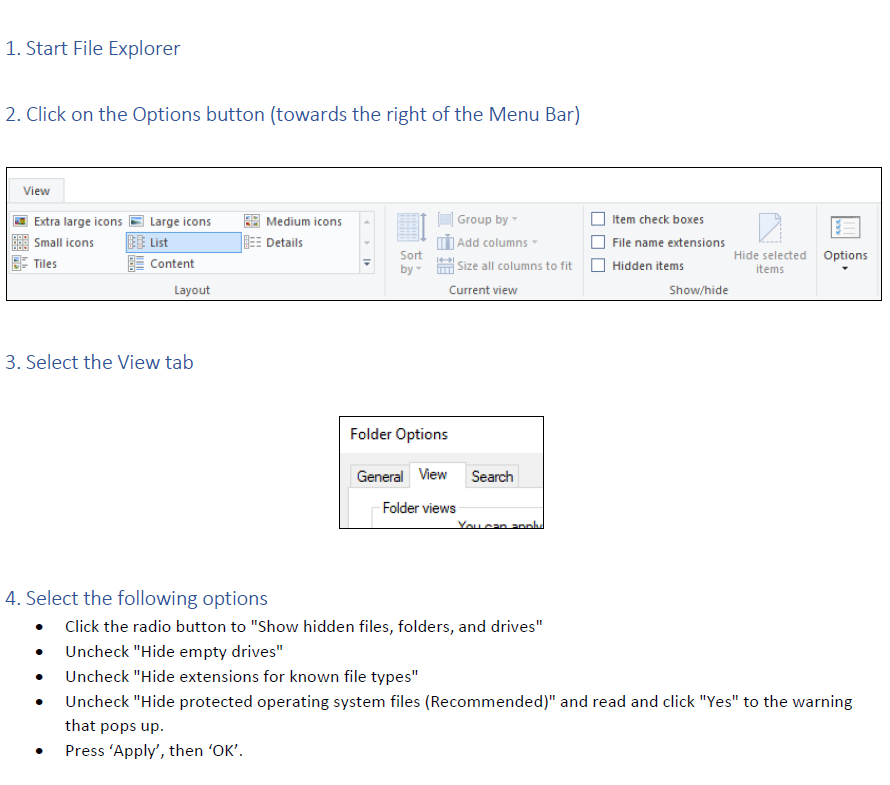 1. Start File Explorer
2. Click on the Options button (towards the right of the Menu Bar)
View
Extra large icons Large icons Medium icons
Small icons List Details
Tiles Content
Layout
Sort by
Group by
Add columns
Size all columns to fit
Current view
Item check boxes
File name extensions
Hidden items
Hide selected
items
Show/hide
Options
3. Select the View tab
Folder Options
General View Search
Folder views
You can apply
4. Select the following options
• Click the radio button to "Show hidden files, folders, and drives"
• Uncheck "Hide empty drives"
• Uncheck "Hide extensions for known file types"
• Uncheck "Hide protected operating system files (Recommended)" and read and click "Yes" to the warning
that pops up.
• Press ‘Apply’, then ‘OK’.